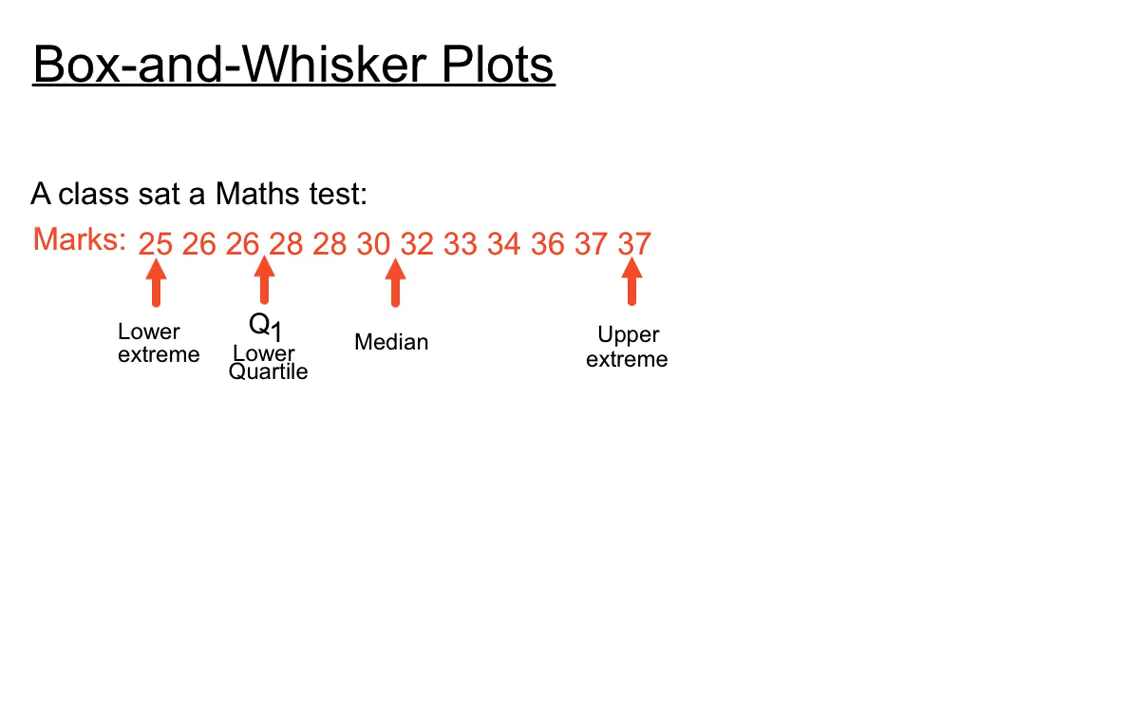 Box-and-Whisker Plots
A class sat a Maths test:
Marks: 25 26 26 28 28 30 32 33 34 36 37 37
Lower
extreme
Q1
Lower
Quartile
Median
Upper
extreme